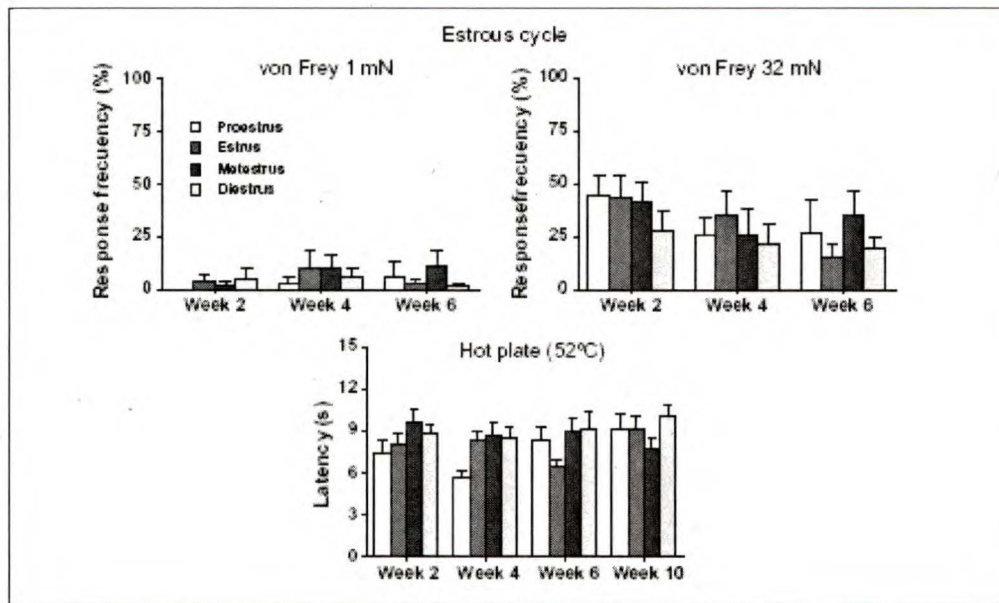 Estrous cycle
von Frey 1 mN
Response frecuency (%)
100
75
50
25
0
Proestrus
Estrus
Metestrus
Diestrus
Week 2
Week 4
Week 6
von Frey 32 mN
Responsefrecuency (%)
100
75
50
25
0
Week 2
Week 4
Week 6
Hot plate (52ºC)
Latency (s)
15
12
9
6
3
0
Week 2
Week 4
Week 6
Week 10